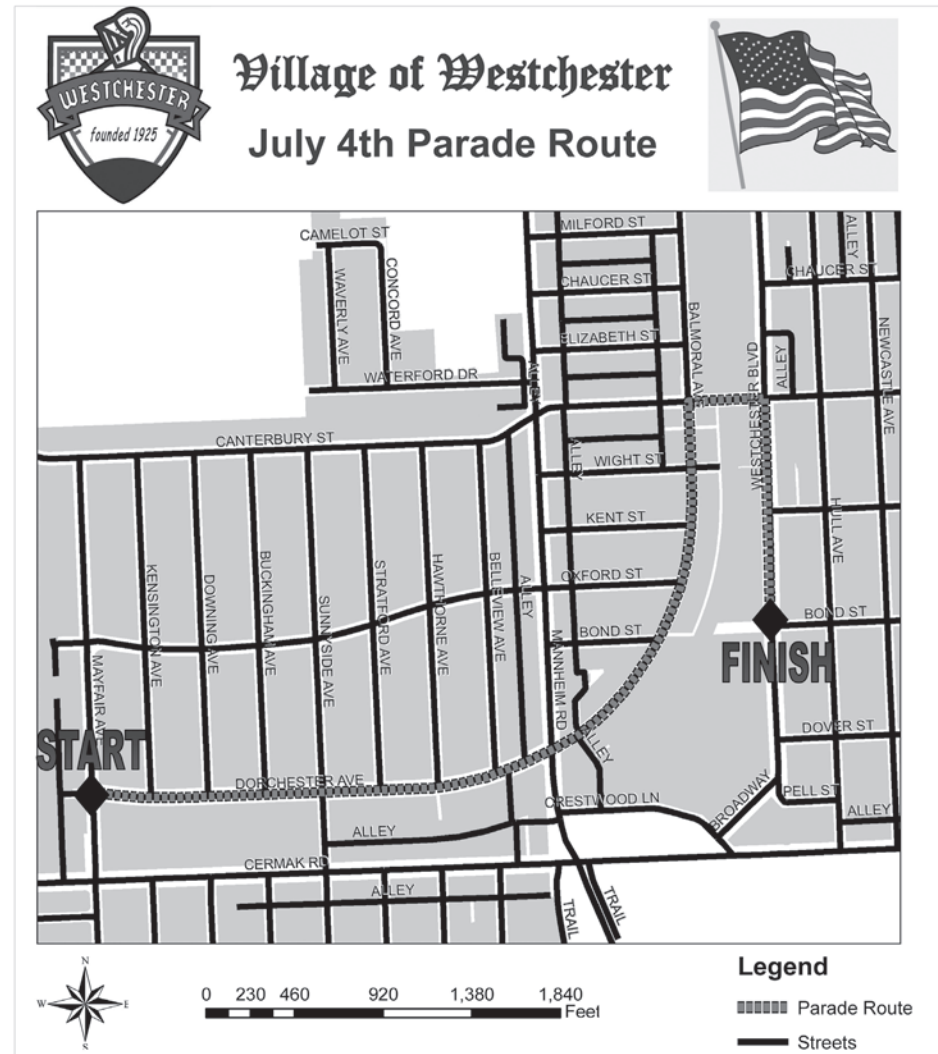 WESTCHESTER
founded 1925
Village of Westchester
July 4th Parade Route
CAMELOT ST
WAVERLY AVE
CONCORD AVE
WATERFORD DR
CANTERBURY ST
MILFORD ST
CHAUCER ST
ELIZABETH ST
ALLEY
BALMORAL AVE
WESTCHESTER BLVD
ALLEY
ALLEY
CHAUCER ST
NEWCASTLE AVE
ALLEY
WIGHT ST
KENT ST
OXFORD ST
BOND ST
HULL AVE
BOND ST
FINISH
MAYFAIR AVE
KENSINGTON AVE
DOWNING AVE
BUCKINGHAM AVE
SUNNYSIDE AVE
STRATFORD AVE
HAWTHORNE AVE
BELLEVIEW AVE
ALLEY
MANNHEIM RD
START
DORCHESTER AVE
ALLEY
DOVER ST
PELL ST
BROADWAY
CRESTWOOD LN
ALLEY
ALLEY
CERMAK RD
ALLEY
TRAIL
TRAIL
N
W
E
S
0 230 460 920 1,380 1,840
Feet
Legend
Parade Route
Streets